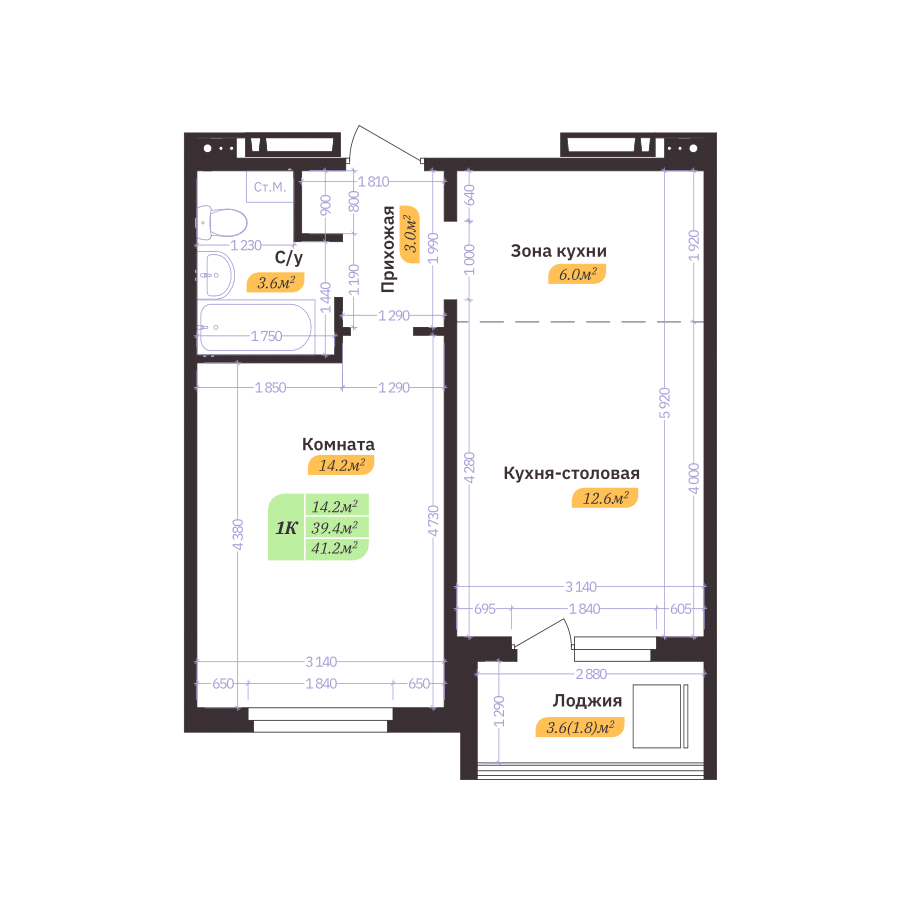 1 810
Ст.М.
640
900
800
Прихожая
3.0м²
1 990
1 920
1 230
С/у
3.6м²
Зона кухни
6.0м²
1 000
1 190
1 440
1 290
1 750
1 850
1 290
5 920
Комната
14.2м²
4 280
Кухня-столовая
12.6м²
4 000
1К
14.2м²
39.4м²
41.2м²
4 380
4 730
3 140
695
1 840
605
3 140
2 880
650
1 840
650
Лоджия
3.6(1.8)м²
1 290